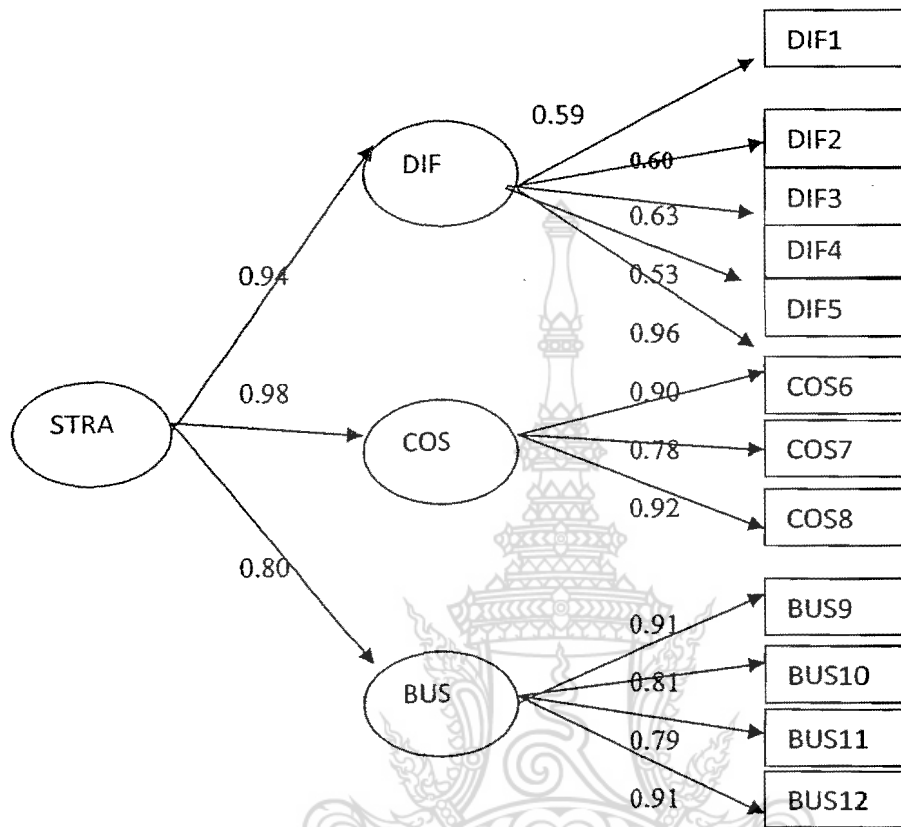 DIF1
0.59
DIF
DIF2
0.60
DIF3
0.63
DIF4
0.94
0.53
DIF5
0.96
COS6
0.98
0.90
STRA
COS
COS7
0.78
COS8
0.92
0.80
BUS9
0.91
BUS10
BUS
0.81
BUS11
0.79
BUS12
0.91